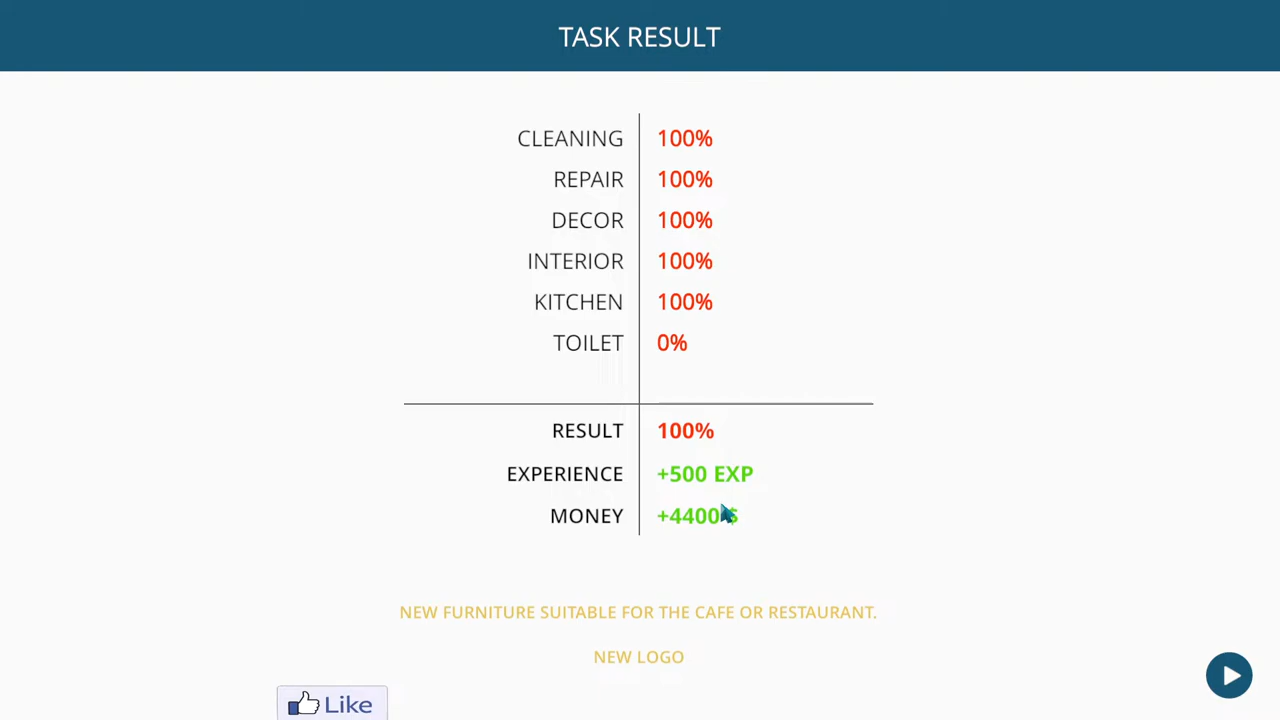 TASK RESULT
CLEANING 100%
REPAIR 100%
DECOR 100%
INTERIOR 100%
KITCHEN 100%
TOILET 0%
RESULT 100%
EXPERIENCE +500 EXP
MONEY +4400$
NEW FURNITURE SUITABLE FOR THE CAFE OR RESTAURANT.
NEW LOGO
Like